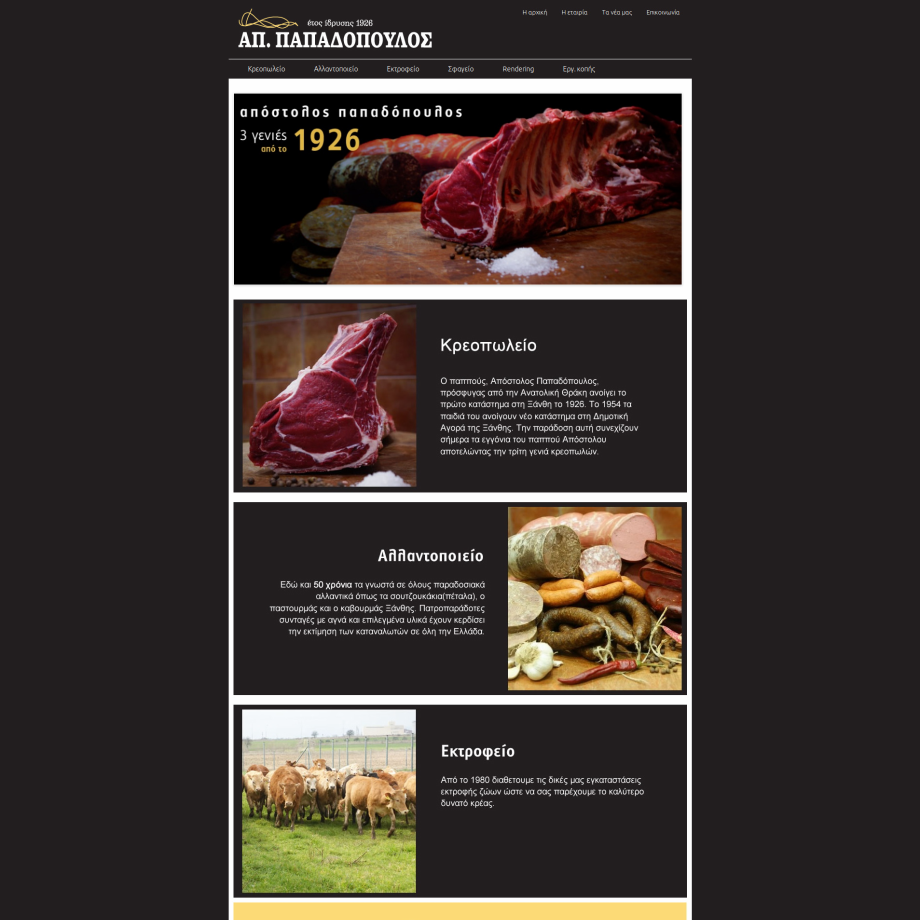 Η αρχική Η εταιρία Τα νέα μας Επικοινωνία
έτος ίδρυσης 1926
ΑΠ. ΠΑΠΑΔΟΠΟΥΛΟΣ
Κρεοπωλείο Αλλαντοποιείο Εκτροφείο Σφαγείο Rendering Εργ. κοπής
απόστολος παπαδόπουλος
3 γενιές
από το 1926
Κρεοπωλείο
Ο παππούς, Απόστολος Παπαδόπουλος,
πρόσφυγας από την Ανατολική Θράκη ανοίγει το
πρώτο κατάστημα στη Ξάνθη το 1926. Το 1954 τα
παιδιά του ανοίγουν νέο κατάστημα στη Δημοτική
Αγορά της Ξάνθης. Την παράδοση αυτή συνεχίζουν
σήμερα τα εγγόνια του παππού Απόστολου
αποτελώντας την τρίτη γενιά κρεοπωλών.
Αλλαντοποιείο
Εδώ και 50 χρόνια τα γνωστά σε όλους παραδοσιακά
αλλαντικά όπως τα σουτζουκάκια(πέταλα), ο
παστουρμάς και ο καβουρμάς Ξάνθης. Πατροπαράδοτες
συνταγές με αγνά και επιλεγμένα υλικά έχουν κερδίσει
την εκτίμηση των καταναλωτών σε όλη την Ελλάδα.
Εκτροφείο
Από το 1980 διαθετουμε τις δικές μας εγκαταστάσεις
εκτροφής ζώων ώστε να σας παρέχουμε το καλύτερο
δυνατό κρέας.